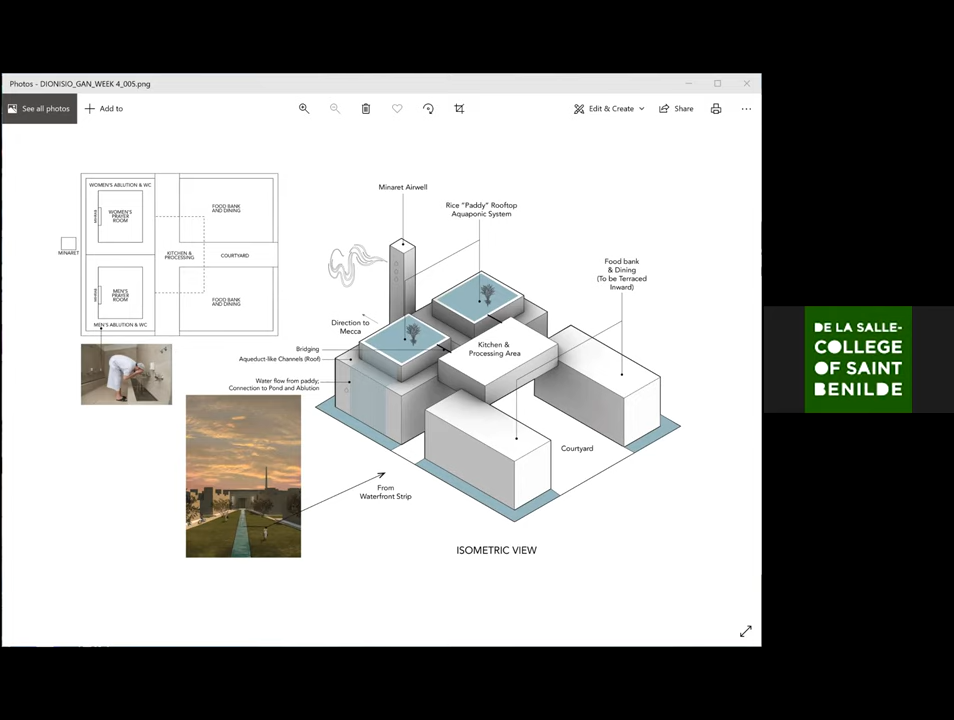 Photos - DIONISIO_GAN_WEEK 4_005.png
See all photos
Add to
Edit & Create
Share
WOMEN'S ABLUTION & WC
WOMEN'S
PRAYER
ROOM
FOOD BANK
AND DINING
MINARET
KITCHEN &
PROCESSING
COURTYARD
MEN'S
PRAYER
ROOM
FOOD BANK
AND DINING
MEN'S ABLUTION & WC
Minaret Airwell
Rice "Paddy" Rooftop
Aquaponic System
Food bank
& Dining
(To be Terraced
Inward)
Direction to
Mecca
Kitchen &
Processing Area
Bridging
Aqueduct-like Channels (Roof)
Water flow from paddy;
Connection to Pond and Ablution
Courtyard
From
Waterfront Strip
ISOMETRIC VIEW
DE LA SALLE-
COLLEGE
OF SAINT
BENILDE